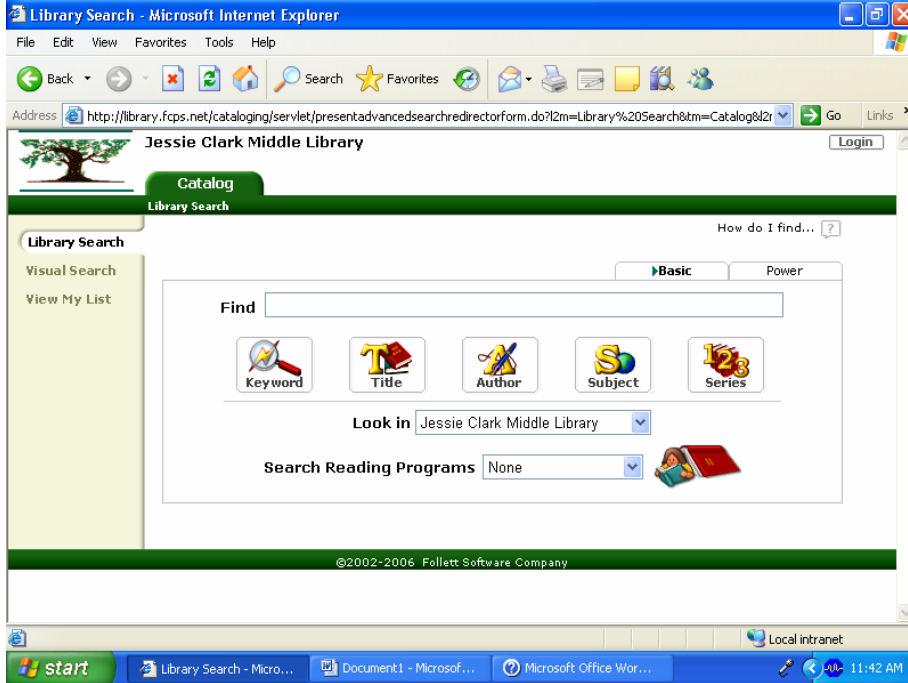 Library Search - Microsoft Internet Explorer
File Edit View Favorites Tools Help
Back Search Favorites
Address http://library.fcps.net/cataloging/servlet/presentadvancedsearchredirectorform.do?l2m=Library%20Search&tm=Catalog&l2r Go Links
Jessie Clark Middle Library Login
Catalog
Library Search
How do I find... ?
Library Search
Visual Search
View My List
Basic Power
Find
Keyword Title Author Subject Series
Look in Jessie Clark Middle Library
Search Reading Programs None
©2002-2006 Follett Software Company
Local intranet
start Library Search - Micro... Document1 - Microsof... Microsoft Office Wor... 11:42 AM